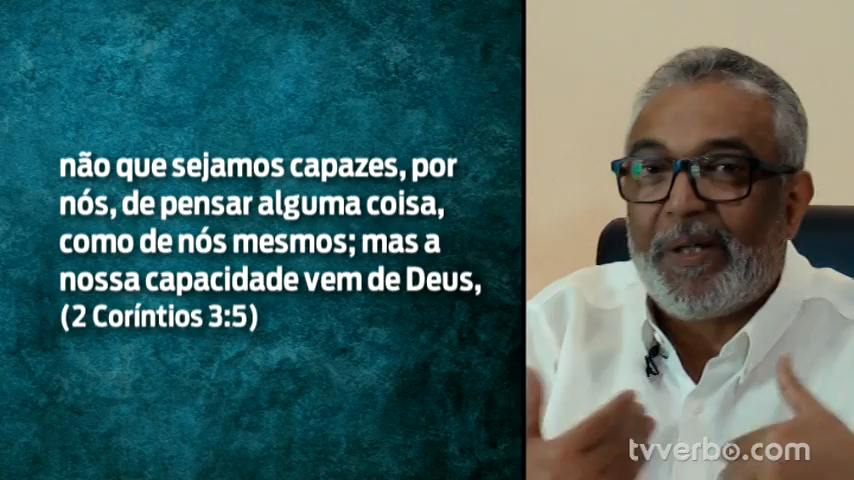 não que sejamos capazes, por
nós, de pensar alguma coisa,
como de nós mesmos; mas a
nossa capacidade vem de Deus,
(2 Coríntios 3:5)
tvverbo.com